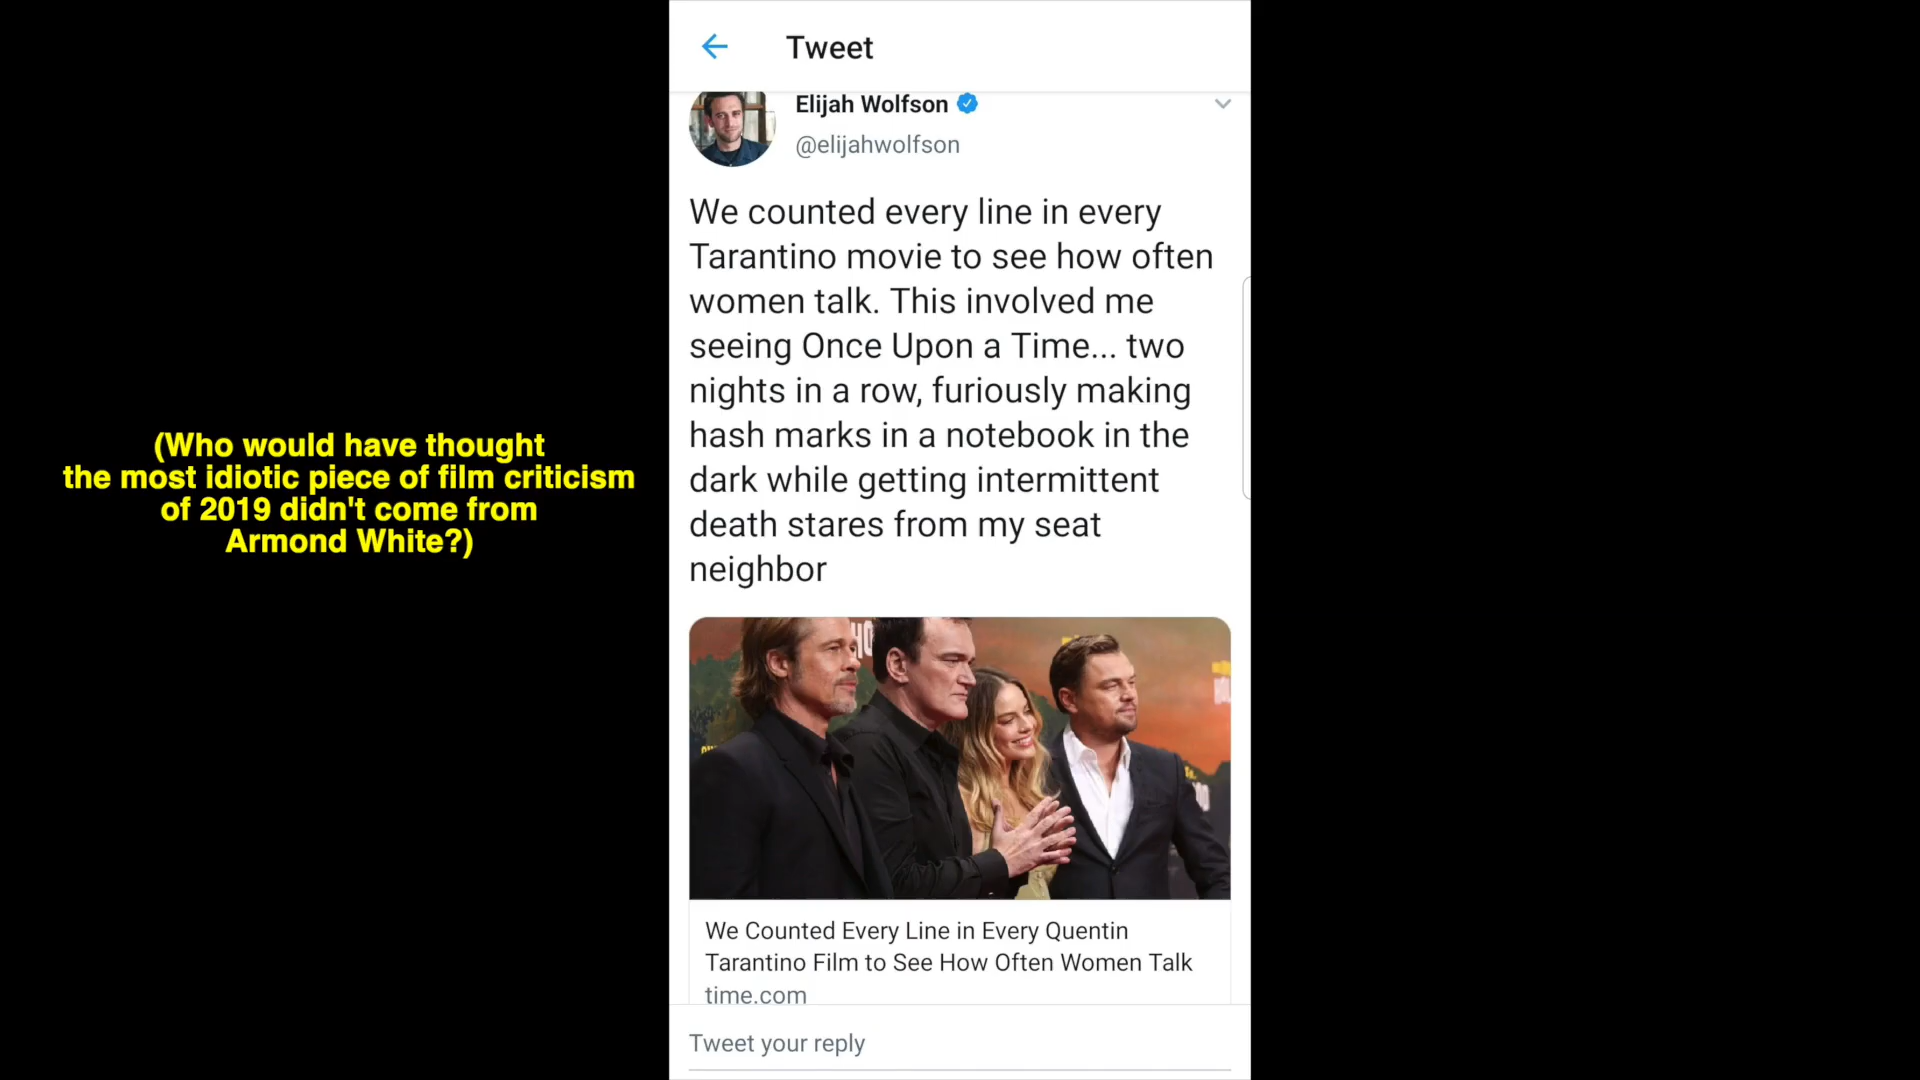 (Who would have thought
the most idiotic piece of film criticism
of 2019 didn't come from
Armond White?)
Tweet
Elijah Wolfson
@elijahwolfson
We counted every line in every
Tarantino movie to see how often
women talk. This involved me
seeing Once Upon a Time... two
nights in a row, furiously making
hash marks in a notebook in the
dark while getting intermittent
death stares from my seat
neighbor
We Counted Every Line in Every Quentin
Tarantino Film to See How Often Women Talk
time.com
Tweet your reply